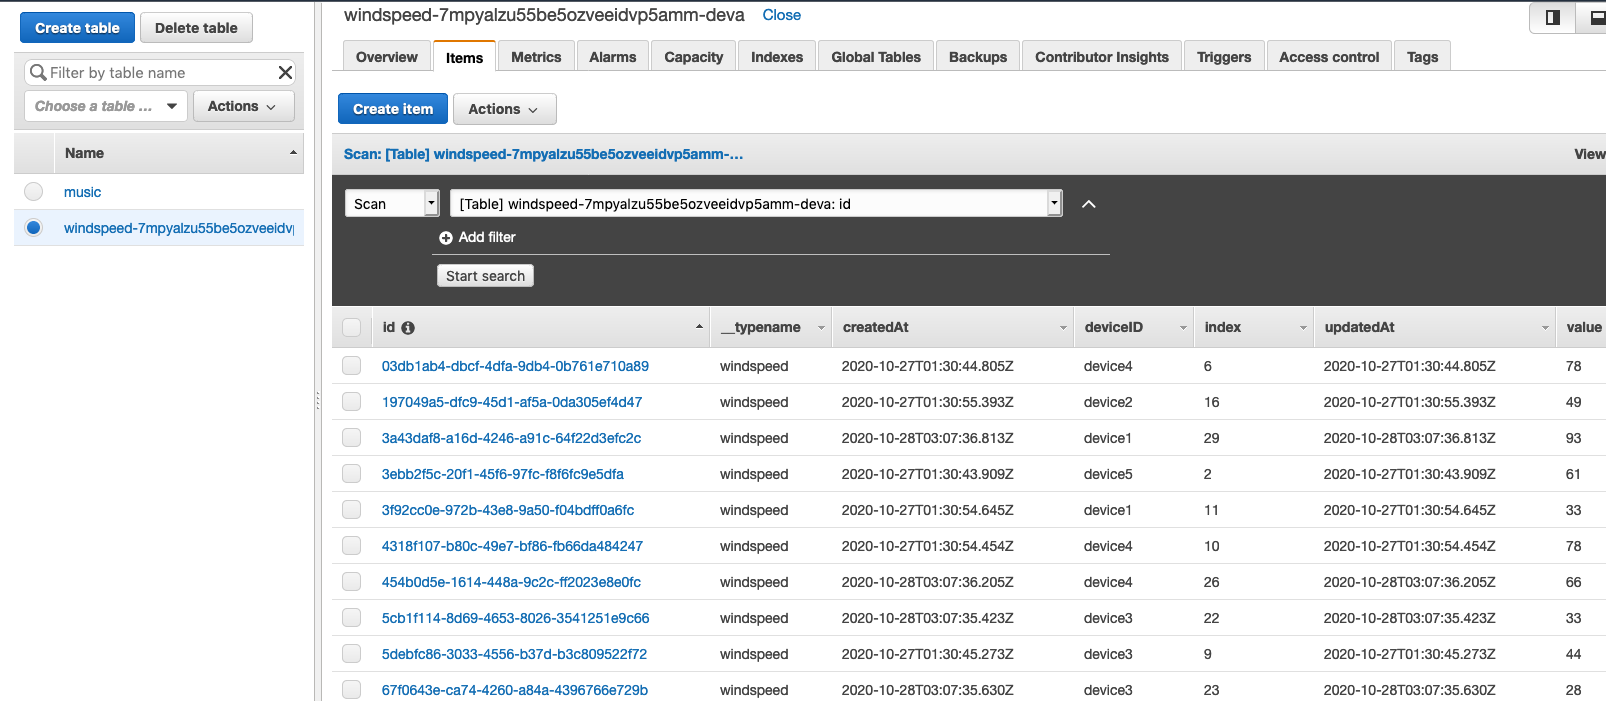 Create table Delete table
Filter by table name
Choose a table ... Actions
Name
music
windspeed-7mpyalzu55be5ozveeidvp
windspeed-7mpyalzu55be5ozveeidvp5amm-deva Close
Overview Items Metrics Alarms Capacity Indexes Global Tables Backups Contributor Insights Triggers Access control Tags
Create item Actions
Scan: [Table] windspeed-7mpyalzu55be5ozveeidvp5amm-... View
Scan [Table] windspeed-7mpyalzu55be5ozveeidvp5amm-deva: id
Add filter
Start search
id __typename createdAt deviceID index updatedAt value
03db1ab4-dbcf-4dfa-9db4-0b761e710a89 windspeed 2020-10-27T01:30:44.805Z device4 6 2020-10-27T01:30:44.805Z 78
197049a5-dfc9-45d1-af5a-0da305ef4d47 windspeed 2020-10-27T01:30:55.393Z device2 16 2020-10-27T01:30:55.393Z 49
3a43daf8-a16d-4246-a91c-64f22d3efc2c windspeed 2020-10-28T03:07:36.813Z device1 29 2020-10-28T03:07:36.813Z 93
3ebb2f5c-20f1-45f6-97fc-f8f6fc9e5dfa windspeed 2020-10-27T01:30:43.909Z device5 2 2020-10-27T01:30:43.909Z 61
3f92cc0e-972b-43e8-9a50-f04bdff0a6fc windspeed 2020-10-27T01:30:54.645Z device1 11 2020-10-27T01:30:54.645Z 33
4318f107-b80c-49e7-bf86-fb66da484247 windspeed 2020-10-27T01:30:54.454Z device4 10 2020-10-27T01:30:54.454Z 78
454b0d5e-1614-448a-9c2c-ff2023e8e0fc windspeed 2020-10-28T03:07:36.205Z device4 26 2020-10-28T03:07:36.205Z 66
5cb1f114-8d69-4653-8026-3541251e9c66 windspeed 2020-10-28T03:07:35.423Z device3 22 2020-10-28T03:07:35.423Z 33
5debfc86-3033-4556-b37d-b3c809522f72 windspeed 2020-10-27T01:30:45.273Z device3 9 2020-10-27T01:30:45.273Z 44
67f0643e-ca74-4260-a84a-4396766e729b windspeed 2020-10-28T03:07:35.630Z device3 23 2020-10-28T03:07:35.630Z 28